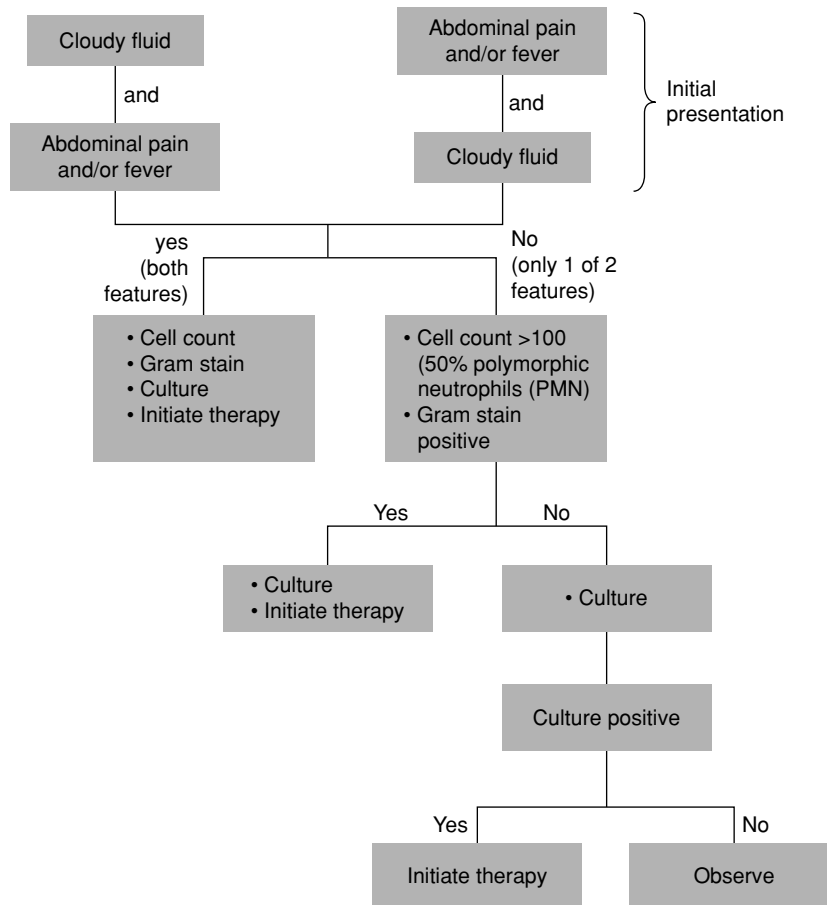 Cloudy fluid
and
Abdominal pain
and/or fever
Abdominal pain
and/or fever
and
Cloudy fluid
Initial
presentation
yes
(both
features)
No
(only 1 of 2
features)
• Cell count
• Gram stain
• Culture
• Initiate therapy
• Cell count >100
(50% polymorphic
neutrophils (PMN)
• Gram stain
positive
Yes
No
• Culture
• Initiate therapy
• Culture
Culture positive
Yes
No
Initiate therapy
Observe